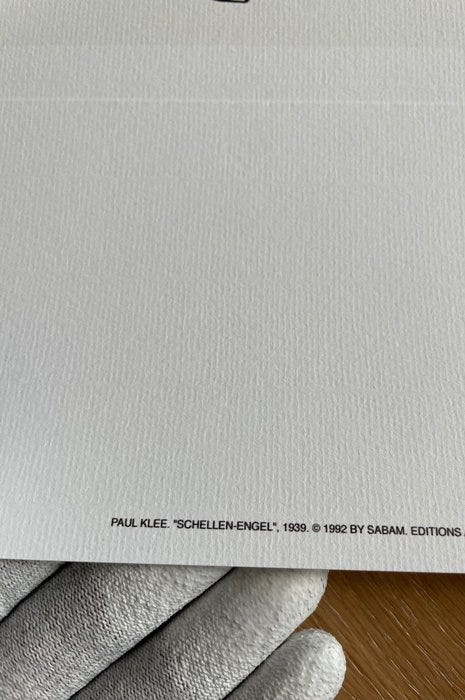 PAUL KLEE. "SCHELLEN-ENGEL", 1939. © 1992 BY SABAM. EDITIONS